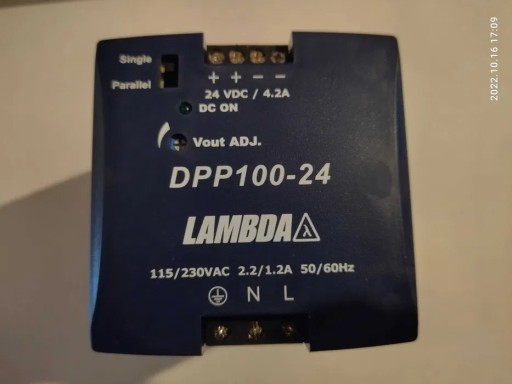 Single
Parallel
+ + − −
24 VDC / 4.2A
DC ON
Vout ADJ.
DPP100-24
LAMBDA λ
115/230VAC 2.2/1.2A 50/60Hz
N L
2022.10.16 17:09